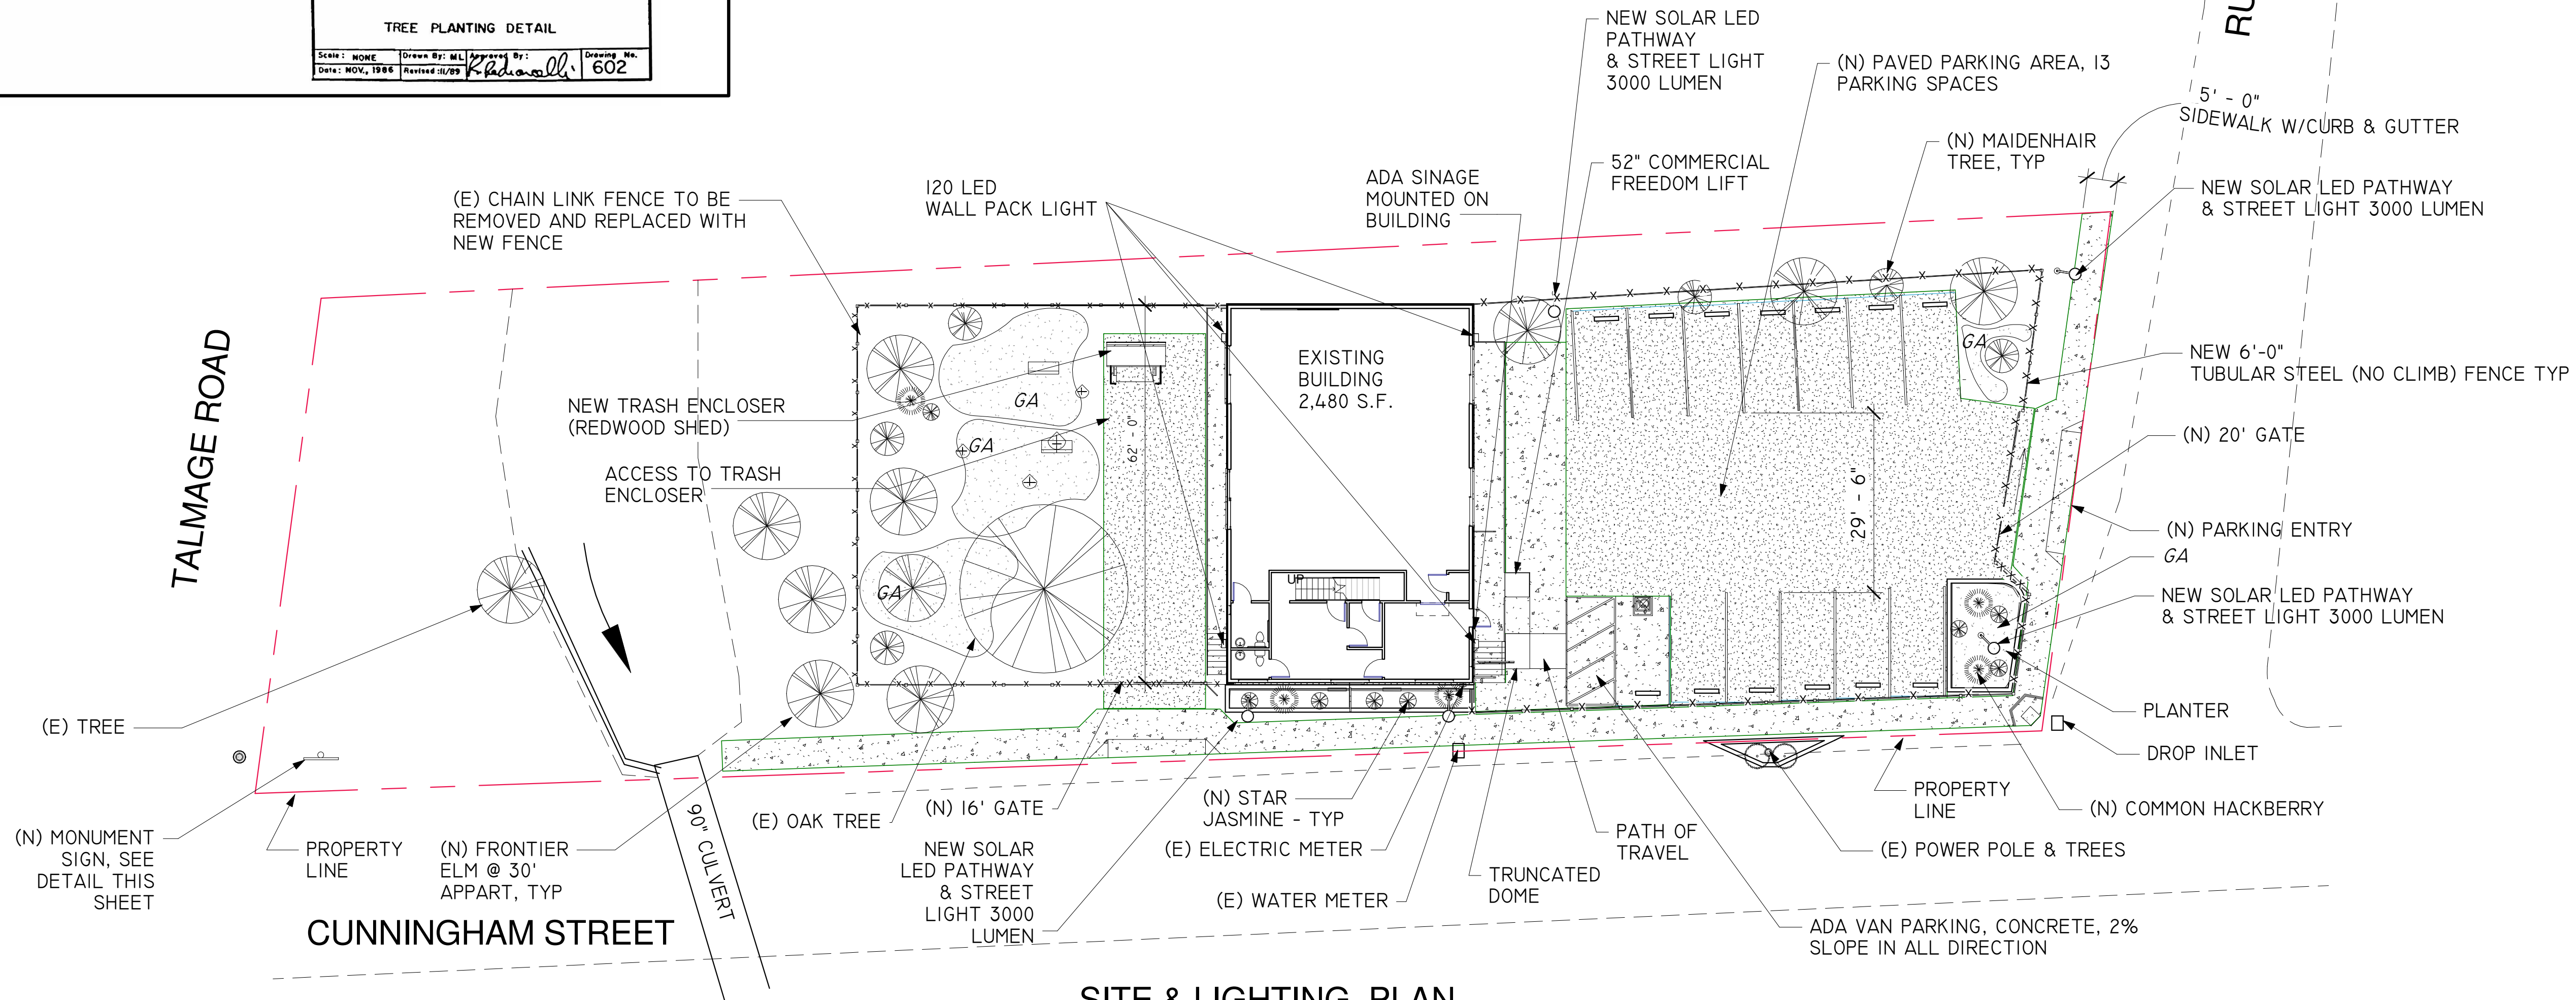 TREE PLANTING DETAIL
Scale: NONE
Drawn By: ML
Approved By:
Drawing No.
602
Date: NOV., 1986
Revised: 11/89
NEW SOLAR LED
PATHWAY
& STREET LIGHT
3000 LUMEN
(N) PAVED PARKING AREA, 13
PARKING SPACES
RU
5' - 0"
SIDEWALK W/CURB & GUTTER
(N) MAIDENHAIR
TREE, TYP
52" COMMERCIAL
FREEDOM LIFT
ADA SINAGE
MOUNTED ON
BUILDING
120 LED
WALL PACK LIGHT
(E) CHAIN LINK FENCE TO BE
REMOVED AND REPLACED WITH
NEW FENCE
NEW SOLAR LED PATHWAY
& STREET LIGHT 3000 LUMEN
TALMAGE ROAD
EXISTING
BUILDING
2,480 S.F.
GA
NEW 6'-0"
TUBULAR STEEL (NO CLIMB) FENCE TYP
NEW TRASH ENCLOSER
(REDWOOD SHED)
GA
GA
62' - 0"
ACCESS TO TRASH
ENCLOSER
(N) 20' GATE
29' - 6"
(N) PARKING ENTRY
GA
UP
GA
NEW SOLAR LED PATHWAY
& STREET LIGHT 3000 LUMEN
(E) TREE
PLANTER
DROP INLET
(N) MONUMENT
SIGN, SEE
DETAIL THIS
SHEET
PROPERTY
LINE
(N) FRONTIER
ELM @ 30'
APPART, TYP
90" CULVERT
(E) OAK TREE
(N) 16' GATE
NEW SOLAR
LED PATHWAY
& STREET
LIGHT 3000
LUMEN
(N) STAR
JASMINE - TYP
(E) ELECTRIC METER
(E) WATER METER
TRUNCATED
DOME
PATH OF
TRAVEL
PROPERTY
LINE
(N) COMMON HACKBERRY
(E) POWER POLE & TREES
ADA VAN PARKING, CONCRETE, 2%
SLOPE IN ALL DIRECTION
CUNNINGHAM STREET
SITE & LIGHTING PLAN